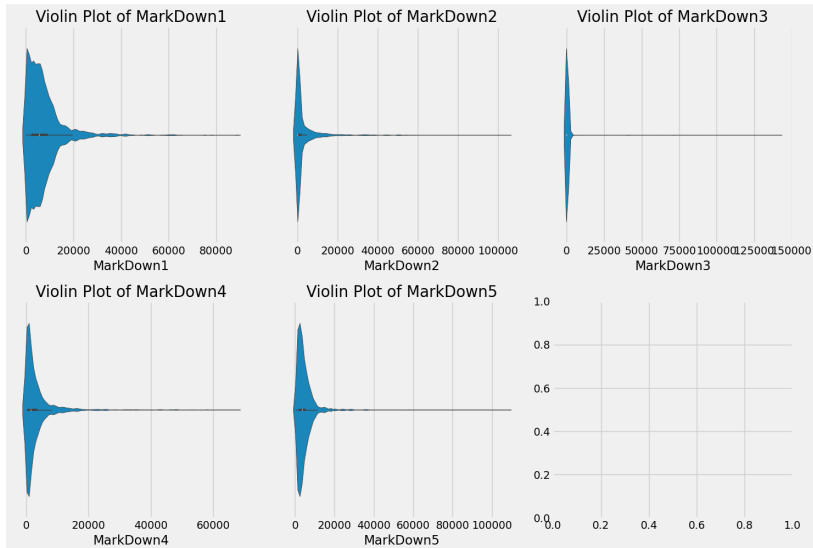 Violin Plot of MarkDown1 Violin Plot of MarkDown2 Violin Plot of MarkDown3
0 20000 40000 60000 80000 0 20000 40000 60000 80000 100000 0 25000 50000 75000 100000 125000 150000
MarkDown1 MarkDown2 MarkDown3
Violin Plot of MarkDown4 Violin Plot of MarkDown5
1.0
0.8
0.6
0.4
0.2
0.0
0 20000 40000 60000 0 20000 40000 60000 80000 100000 0.0 0.2 0.4 0.6 0.8 1.0
MarkDown4 MarkDown5